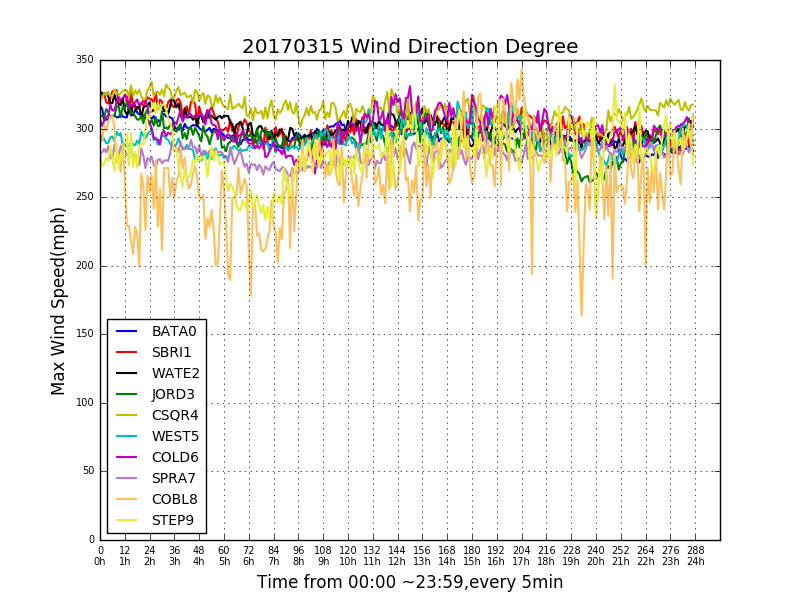 20170315 Wind Direction Degree
Max Wind Speed(mph)
350
300
250
200
150
100
50
0
BATA0
SBRI1
WATE2
JORD3
CSQR4
WEST5
COLD6
SPRA7
COBL8
STEP9
0 12 24 36 48 60 72 84 96 108 120 132 144 156 168 180 192 204 216 228 240 252 264 276 288
0h 1h 2h 3h 4h 5h 6h 7h 8h 9h 10h 11h 12h 13h 14h 15h 16h 17h 18h 19h 20h 21h 22h 23h 24h
Time from 00:00 ~23:59,every 5min